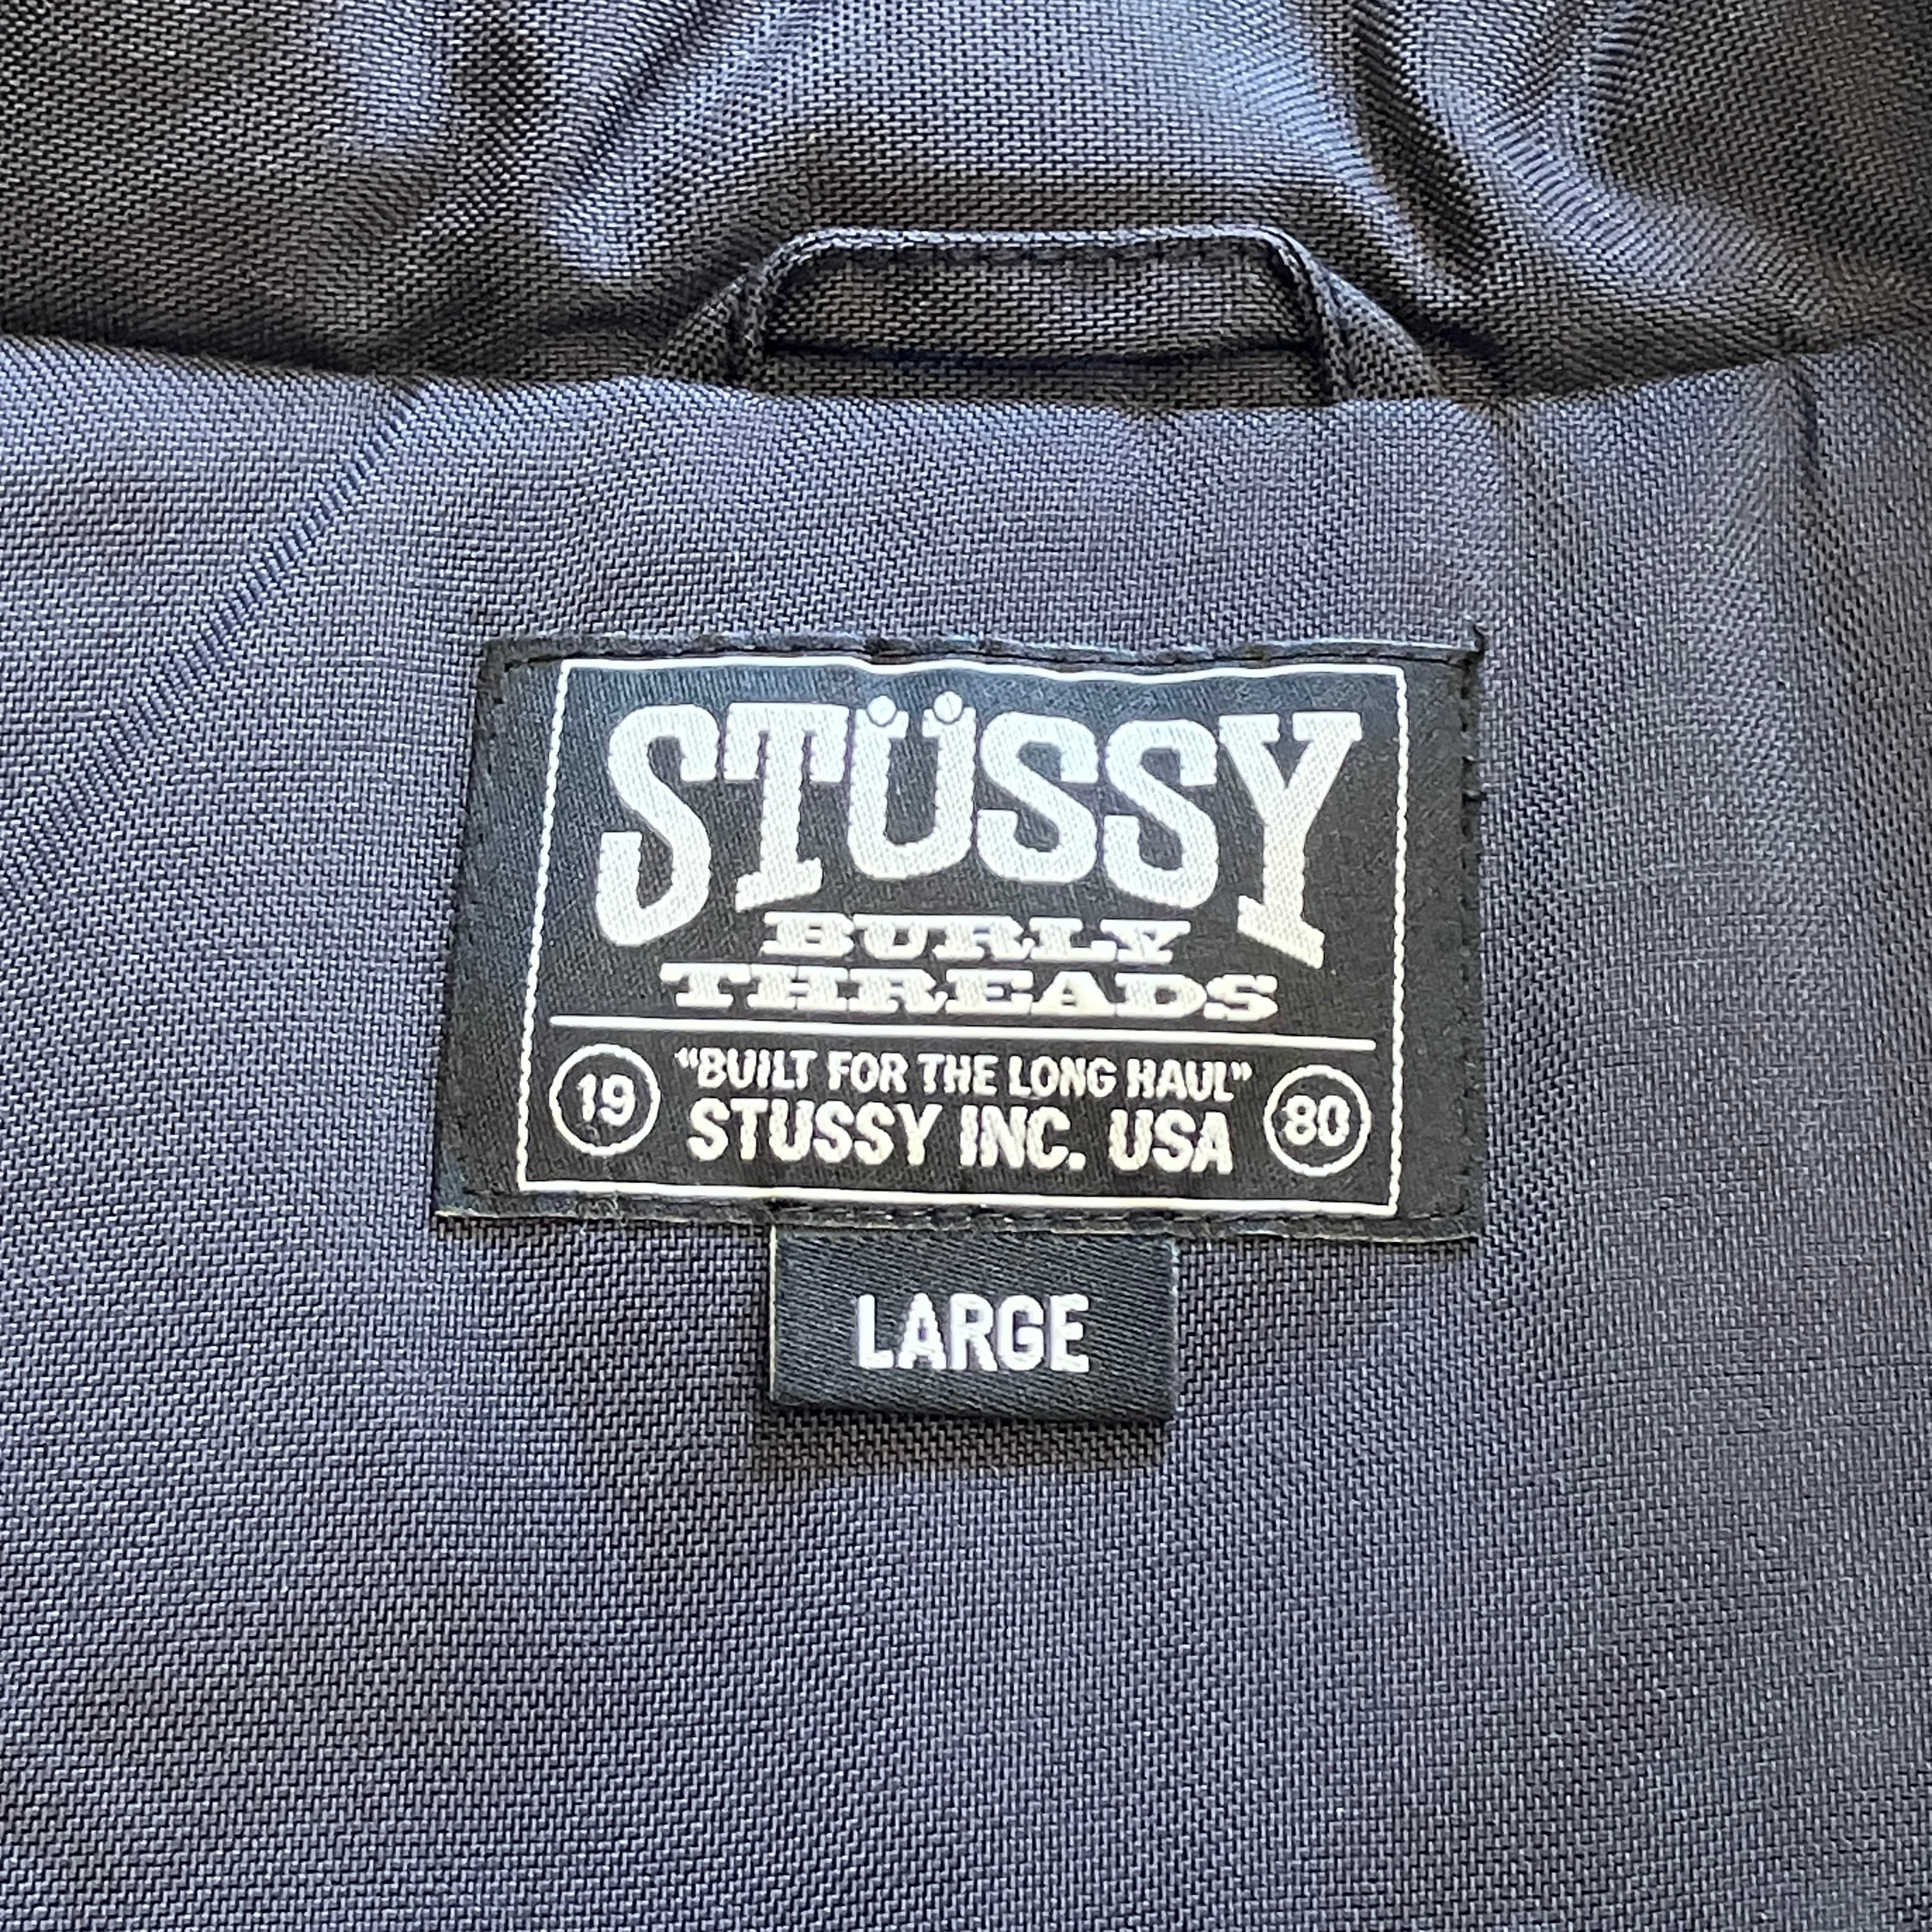 STÜSSY
BURLY
THREADS
19 "BUILT FOR THE LONG HAUL" 80
STUSSY INC. USA
LARGE